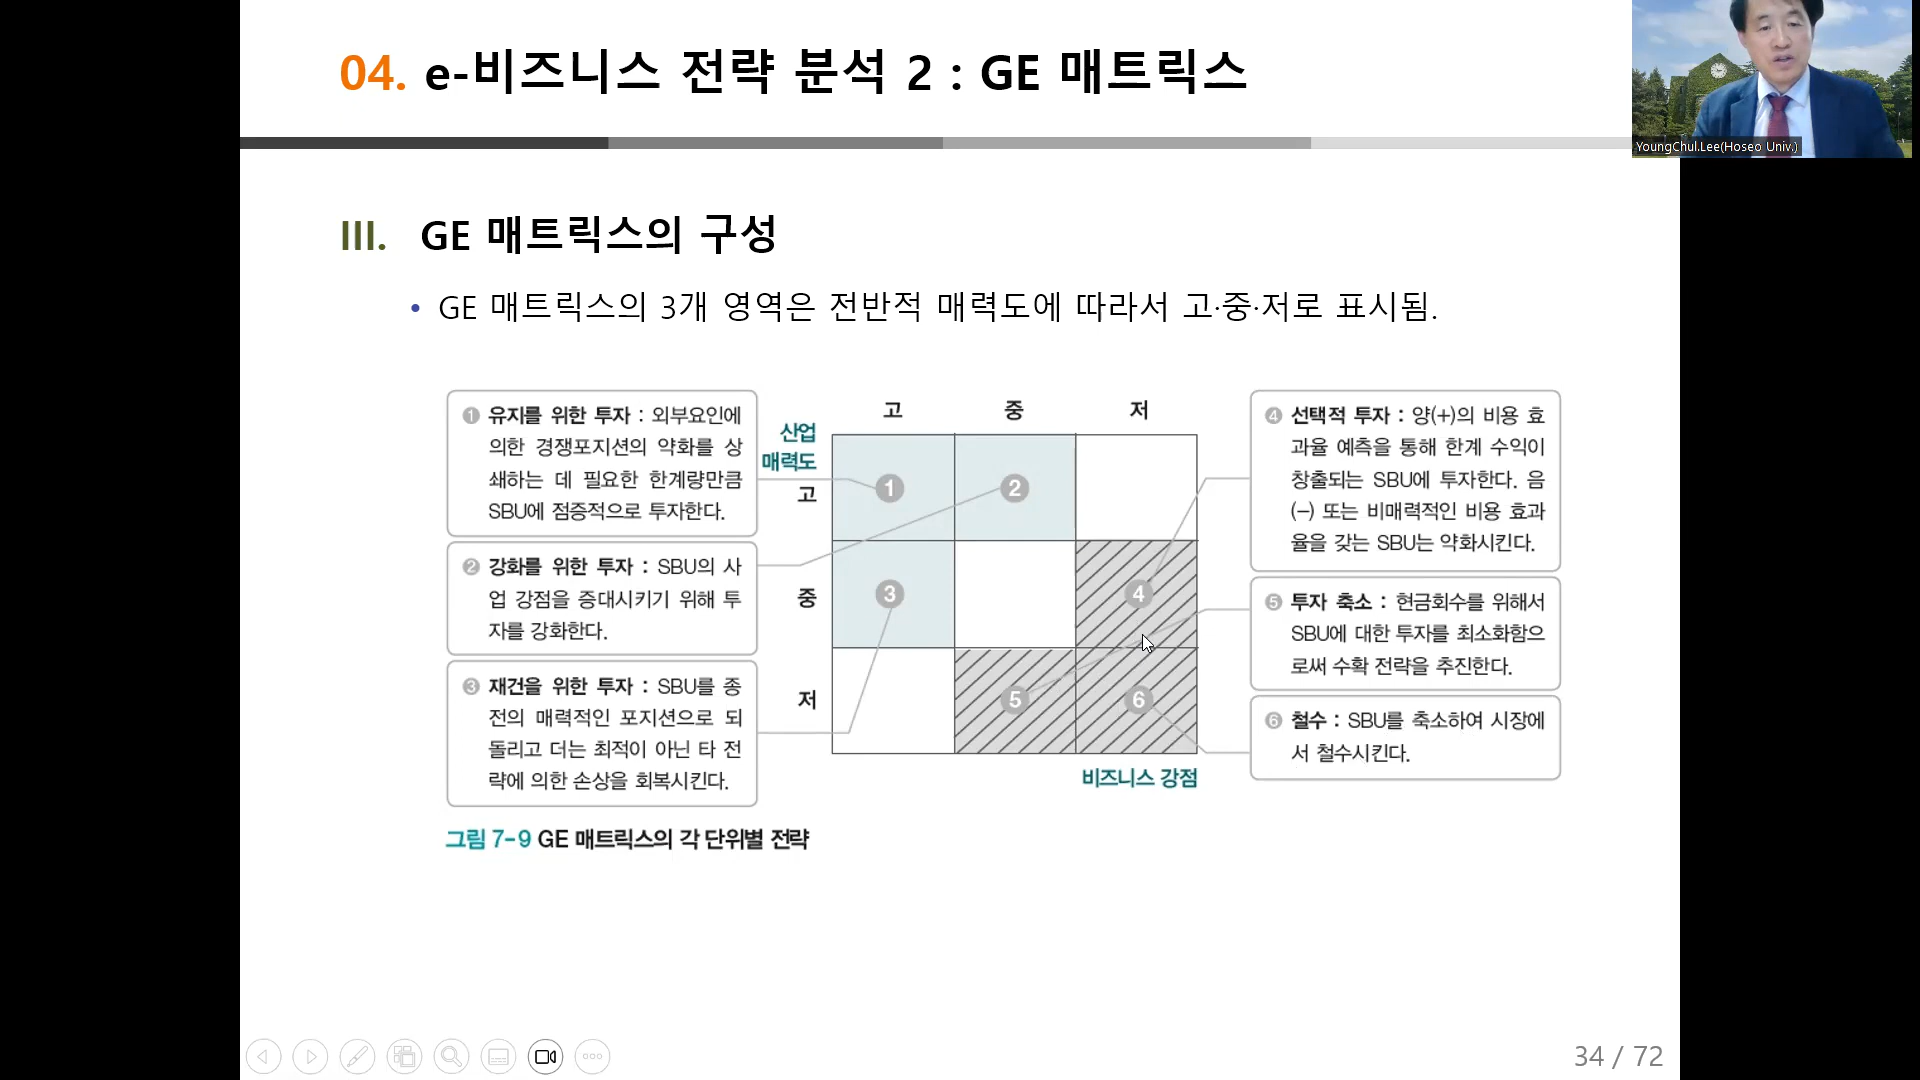 04. e-비즈니스 전략 분석 2 : GE 매트릭스
YoungChul.Lee(Hoseo Univ.)
III. GE 매트릭스의 구성
• GE 매트릭스의 3개 영역은 전반적 매력도에 따라서 고·중·저로 표시됨.
① 유지를 위한 투자 : 외부요인에
의한 경쟁포지션의 약화를 상
쇄하는 데 필요한 한계량만큼
SBU에 점증적으로 투자한다.
② 강화를 위한 투자 : SBU의 사
업 강점을 증대시키기 위해 투
자를 강화한다.
③ 재건을 위한 투자 : SBU를 종
전의 매력적인 포지션으로 되
돌리고 더는 최적이 아닌 타 전
략에 의한 손상을 회복시킨다.
고 중 저
산업
매력도
고
1 2
중
3 4
저
5 6
비즈니스 강점
④ 선택적 투자 : 양(+)의 비용 효
과율 예측을 통해 한계 수익이
창출되는 SBU에 투자한다. 음
(–) 또는 비매력적인 비용 효과
율을 갖는 SBU는 약화시킨다.
⑤ 투자 축소 : 현금회수를 위해서
SBU에 대한 투자를 최소화함으
로써 수확 전략을 추진한다.
⑥ 철수 : SBU를 축소하여 시장에
서 철수시킨다.
그림 7-9 GE 매트릭스의 각 단위별 전략
34 / 72